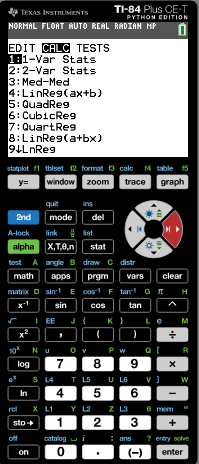 TEXAS INSTRUMENTS TI-84 Plus CE-T
PYTHON EDITION
NORMAL FLOAT AUTO REAL RADIAN MP
EDIT CALC TESTS
1:1-Var Stats
2:2-Var Stats
3:Med-Med
4:LinReg(ax+b)
5:QuadReg
6:CubicReg
7:QuartReg
8:LinReg(a+bx)
9↓LnReg
statplot f1 tblset f2 format f3 calc f4 table f5
y= window zoom trace graph
quit ins
2nd mode del
A-lock link list
alpha X,T,θ,n stat
test A angle B draw C distr
math apps prgm vars clear
matrix D sin⁻¹ E cos⁻¹ F tan⁻¹ G π H
x⁻¹ sin cos tan ^
√ I EE J { K } L e M
x² , ( ) ÷
10ˣ N u O v P w Q [ R
log 7 8 9 ×
eˣ S L4 T L5 U L6 V ] W
ln 4 5 6 −
rcl X L1 Y L2 Z L3 θ mem "
sto→ 1 2 3 +
off catalog ⎵ i : ans ? entry solve
on 0 . (−) enter